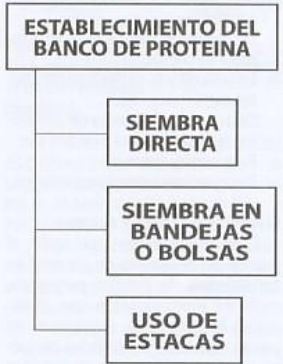 ESTABLECIMIENTO DEL
BANCO DE PROTEINA
SIEMBRA
DIRECTA
SIEMBRA EN
BANDEJAS
O BOLSAS
USO DE
ESTACAS